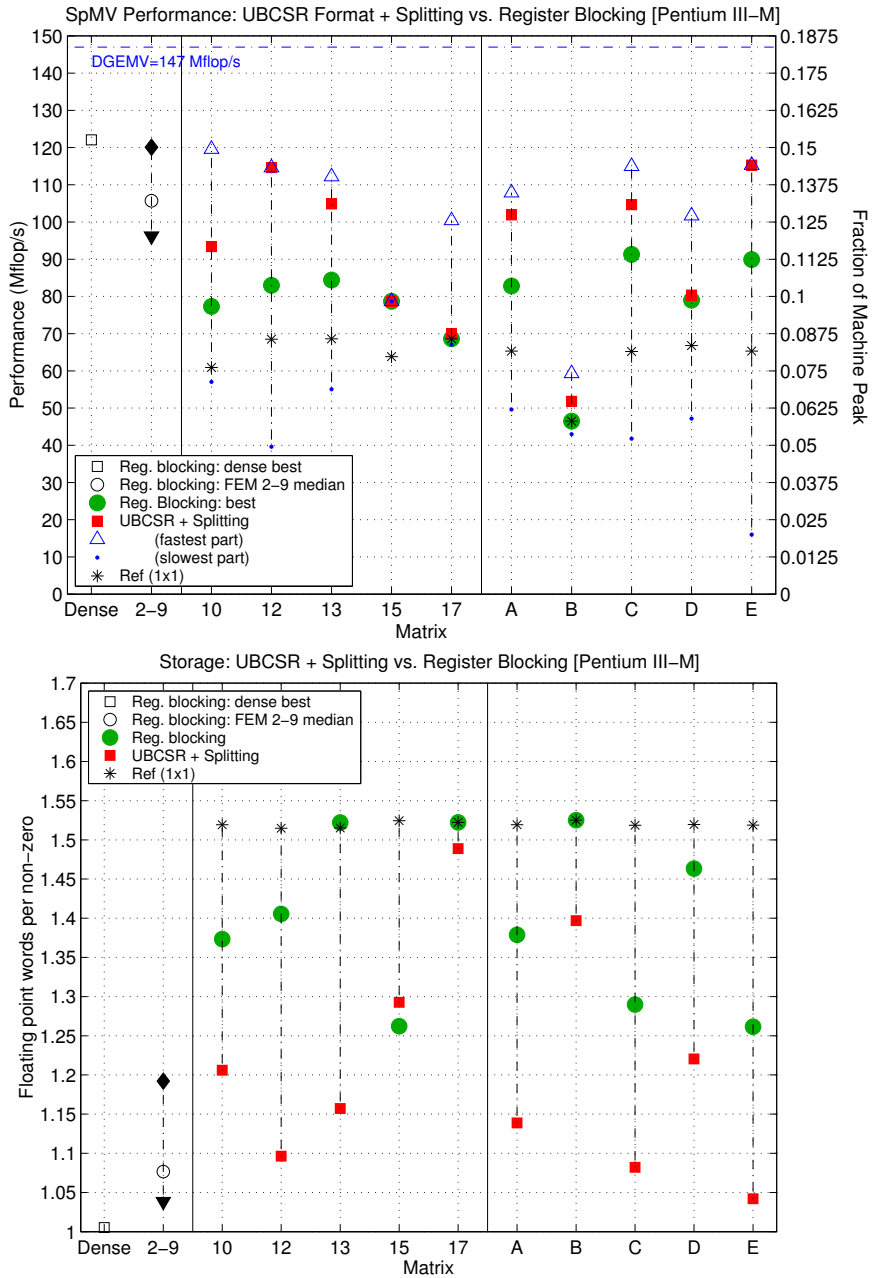 SpMV Performance: UBCSR Format + Splitting vs. Register Blocking [Pentium III−M]
150
140
130
120
110
100
90
80
70
60
50
40
30
20
10
0
Performance (Mflop/s)
DGEMV=147 Mflop/s
0.1875
0.175
0.1625
0.15
0.1375
0.125
0.1125
0.1
0.0875
0.075
0.0625
0.05
0.0375
0.025
0.0125
0
Fraction of Machine Peak
Reg. blocking: dense best
Reg. blocking: FEM 2−9 median
Reg. Blocking: best
UBCSR + Splitting
(fastest part)
(slowest part)
Ref (1x1)
Dense 2−9 10 12 13 15 17 A B C D E
Matrix
Storage: UBCSR + Splitting vs. Register Blocking [Pentium III−M]
1.7
1.65
1.6
1.55
1.5
1.45
1.4
1.35
1.3
1.25
1.2
1.15
1.1
1.05
1
Floating point words per non−zero
Reg. blocking: dense best
Reg. blocking: FEM 2−9 median
Reg. blocking
UBCSR + Splitting
Ref (1x1)
Dense 2−9 10 12 13 15 17 A B C D E
Matrix